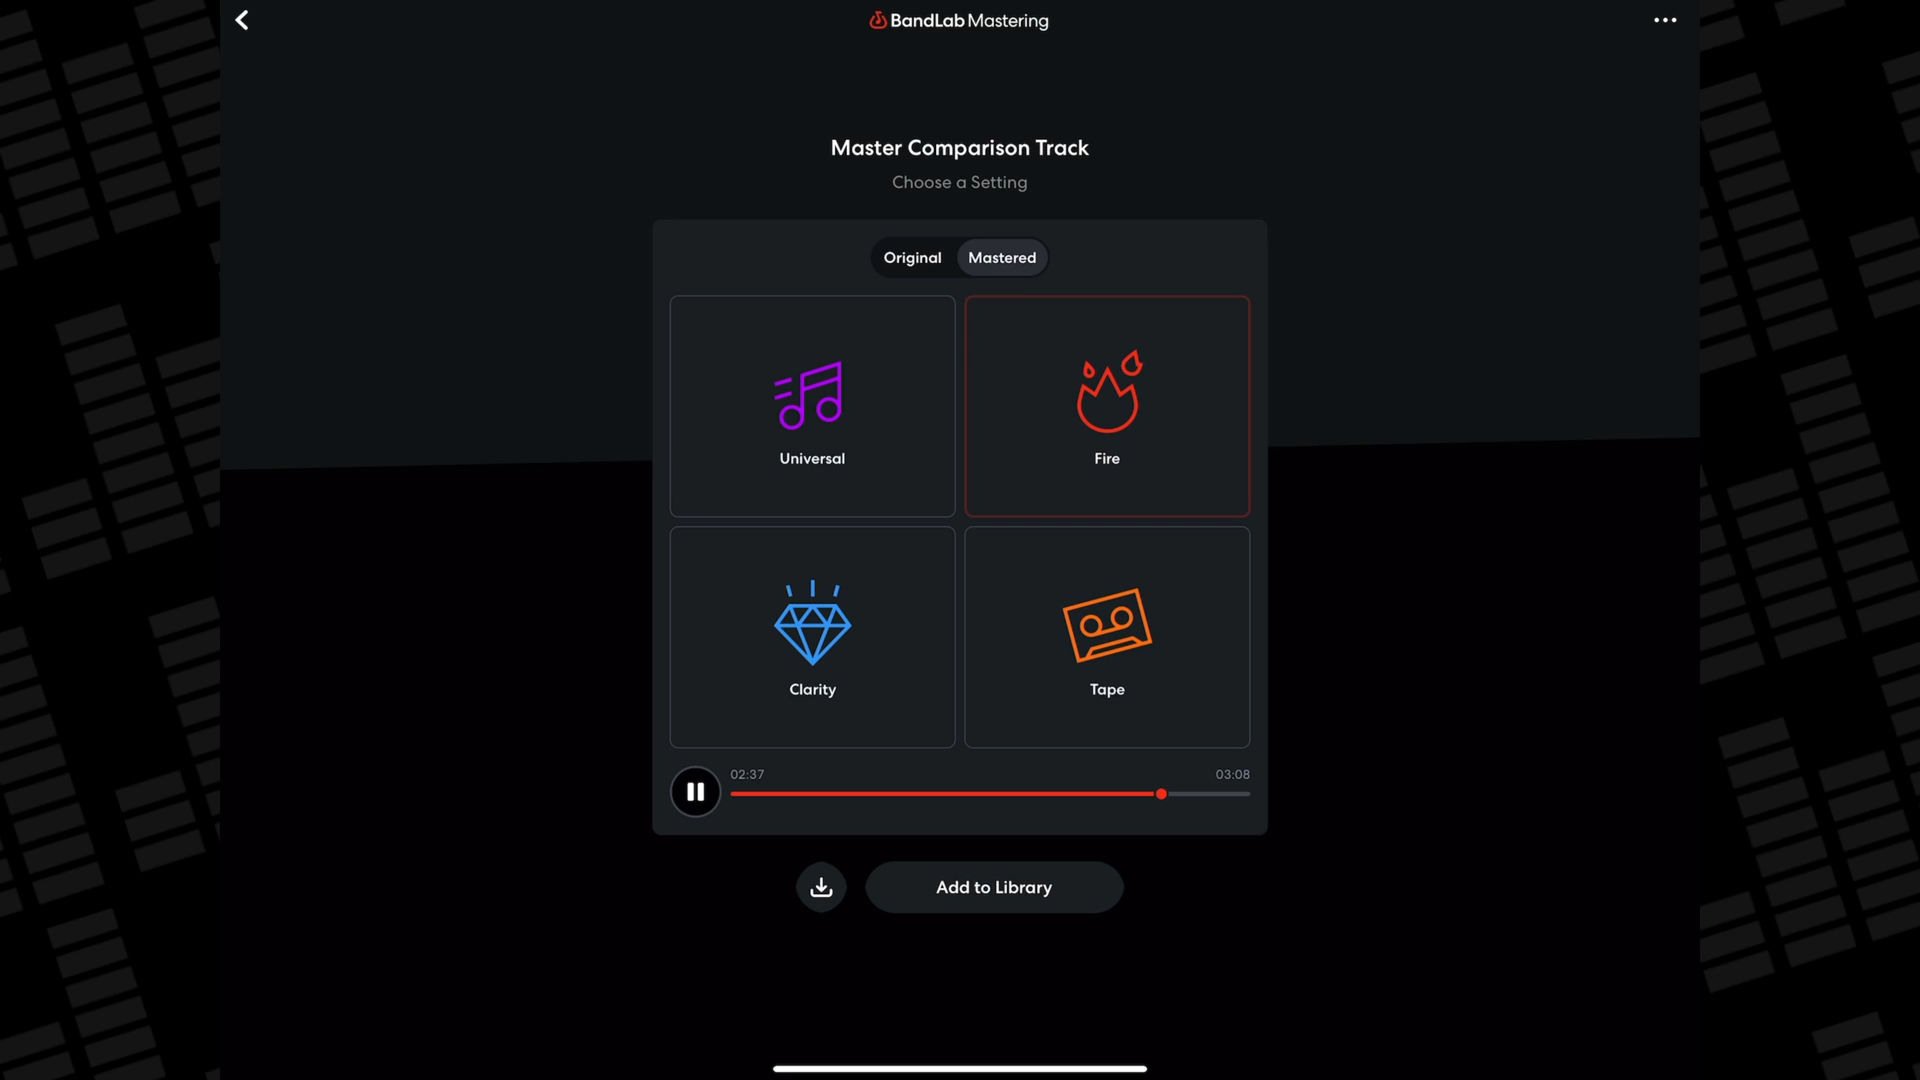 BandLab Mastering
Master Comparison Track
Choose a Setting
Original Mastered
Universal
Fire
Clarity
Tape
02:37 03:08
Add to Library